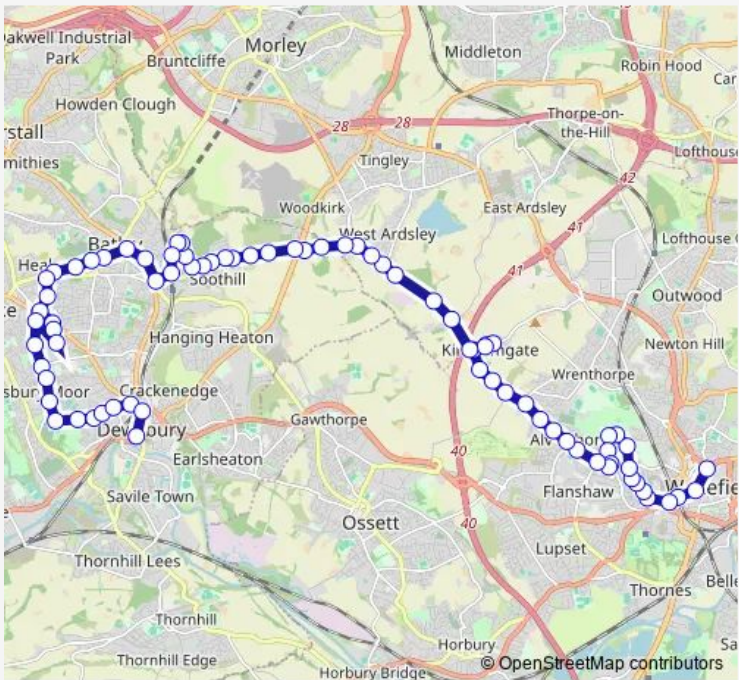 Oakwell Industrial
Park
Bruntcliffe
Morley
Middleton
Robin Hood
Car
Howden Clough
28
28
Thorpe-on-
the-Hill
rstall
mithies
Tingley
Lofthouse
42
Woodkirk
East Ardsley
West Ardsley
41
Lofthouse
Heal
Soothill
41
Outwood
Hanging Heaton
Newton Hill
Wrenthorpe
Moor
Crackenedge
Gawthorpe
Dewsbury
Earlsheaton
40
Flanshaw
Savile Town
Ossett
40
Lupset
Thornhill Lees
Thornes
Belle
Thornhill
Horbury
Sa
Thornhill Edge
Horbury Bridge
© OpenStreetMap contributors